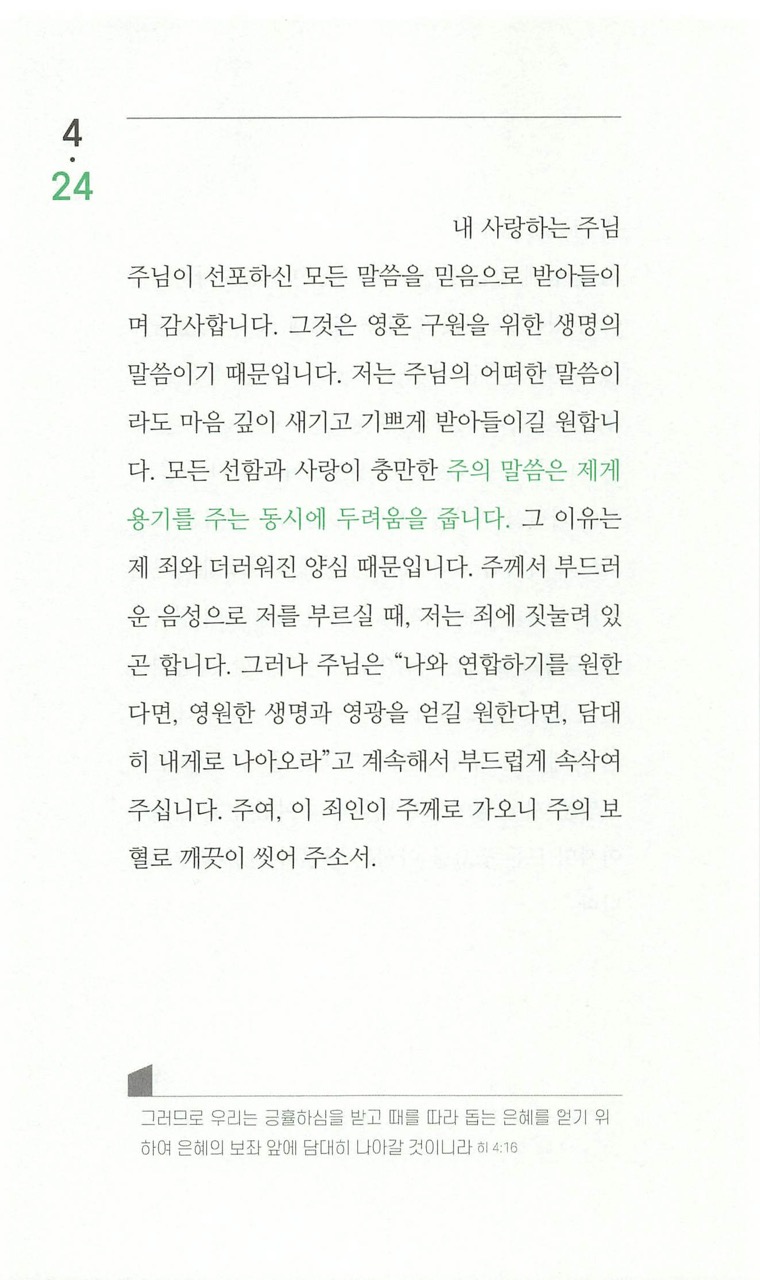 4
.
24
내 사랑하는 주님
주님이 선포하신 모든 말씀을 믿음으로 받아들이
며 감사합니다. 그것은 영혼 구원을 위한 생명의
말씀이기 때문입니다. 저는 주님의 어떠한 말씀이
라도 마음 깊이 새기고 기쁘게 받아들이길 원합니
다. 모든 선함과 사랑이 충만한 주의 말씀은 제게
용기를 주는 동시에 두려움을 줍니다. 그 이유는
제 죄와 더러워진 양심 때문입니다. 주께서 부드러
운 음성으로 저를 부르실 때, 저는 죄에 짓눌려 있
곤 합니다. 그러나 주님은 “나와 연합하기를 원한
다면, 영원한 생명과 영광을 얻길 원한다면, 담대
히 내게로 나아오라”고 계속해서 부드럽게 속삭여
주십니다. 주여, 이 죄인이 주께로 가오니 주의 보
혈로 깨끗이 씻어 주소서.
그러므로 우리는 긍휼하심을 받고 때를 따라 돕는 은혜를 얻기 위
하여 은혜의 보좌 앞에 담대히 나아갈 것이니라 히 4:16